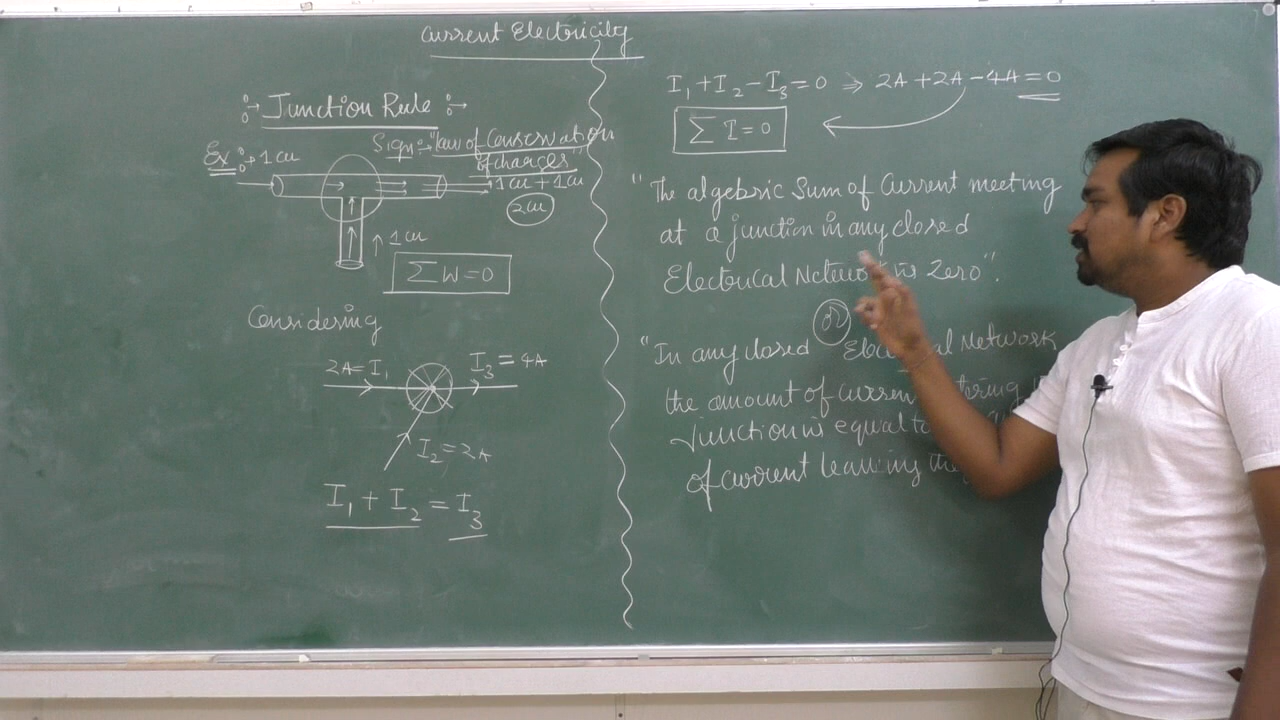 Current Electricity
:- Junction Rule -:
Sign :- "law of Conservation
of charges"
Ex :- 1 cu
1 cu + 1 cu
2 cu
↑ 1 cu
∑ W = 0
Considering
2A = I₁
I₃ = 4A
I₂ = 2A
I₁ + I₂ = I₃
I₁ + I₂ - I₃ = 0 ⇒ 2A + 2A - 4A = 0
∑ I = 0
"The algebric Sum of Current meeting
at a junction in any closed
Electrical Network is Zero".
or
"In any closed Electrical Network
the amount of current
Junction is equal to
of current leaving the